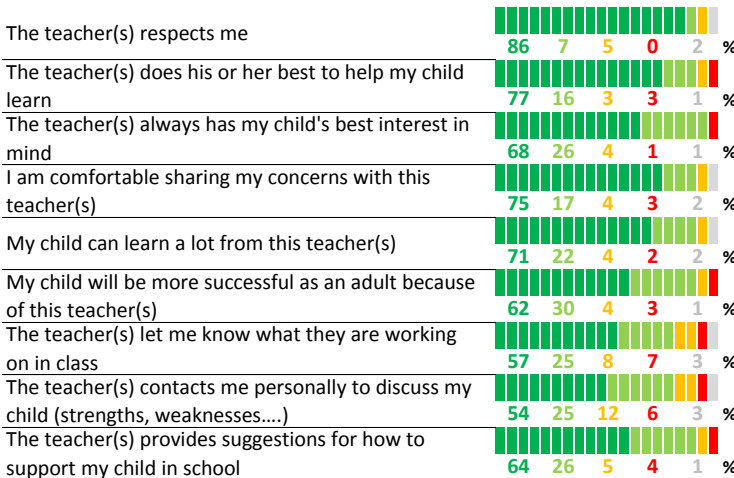 The teacher(s) respects me
86 7 5 0 2 %
The teacher(s) does his or her best to help my child
learn
77 16 3 3 1 %
The teacher(s) always has my child's best interest in
mind
68 26 4 1 1 %
I am comfortable sharing my concerns with this
teacher(s)
75 17 4 3 2 %
My child can learn a lot from this teacher(s)
71 22 4 2 2 %
My child will be more successful as an adult because
of this teacher(s)
62 30 4 3 1 %
The teacher(s) let me know what they are working
on in class
57 25 8 7 3 %
The teacher(s) contacts me personally to discuss my
child (strengths, weaknesses....)
54 25 12 6 3 %
The teacher(s) provides suggestions for how to
support my child in school
64 26 5 4 1 %